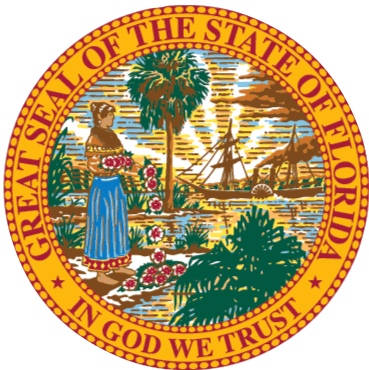 GREAT SEAL OF THE STATE OF FLORIDA
IN GOD WE TRUST